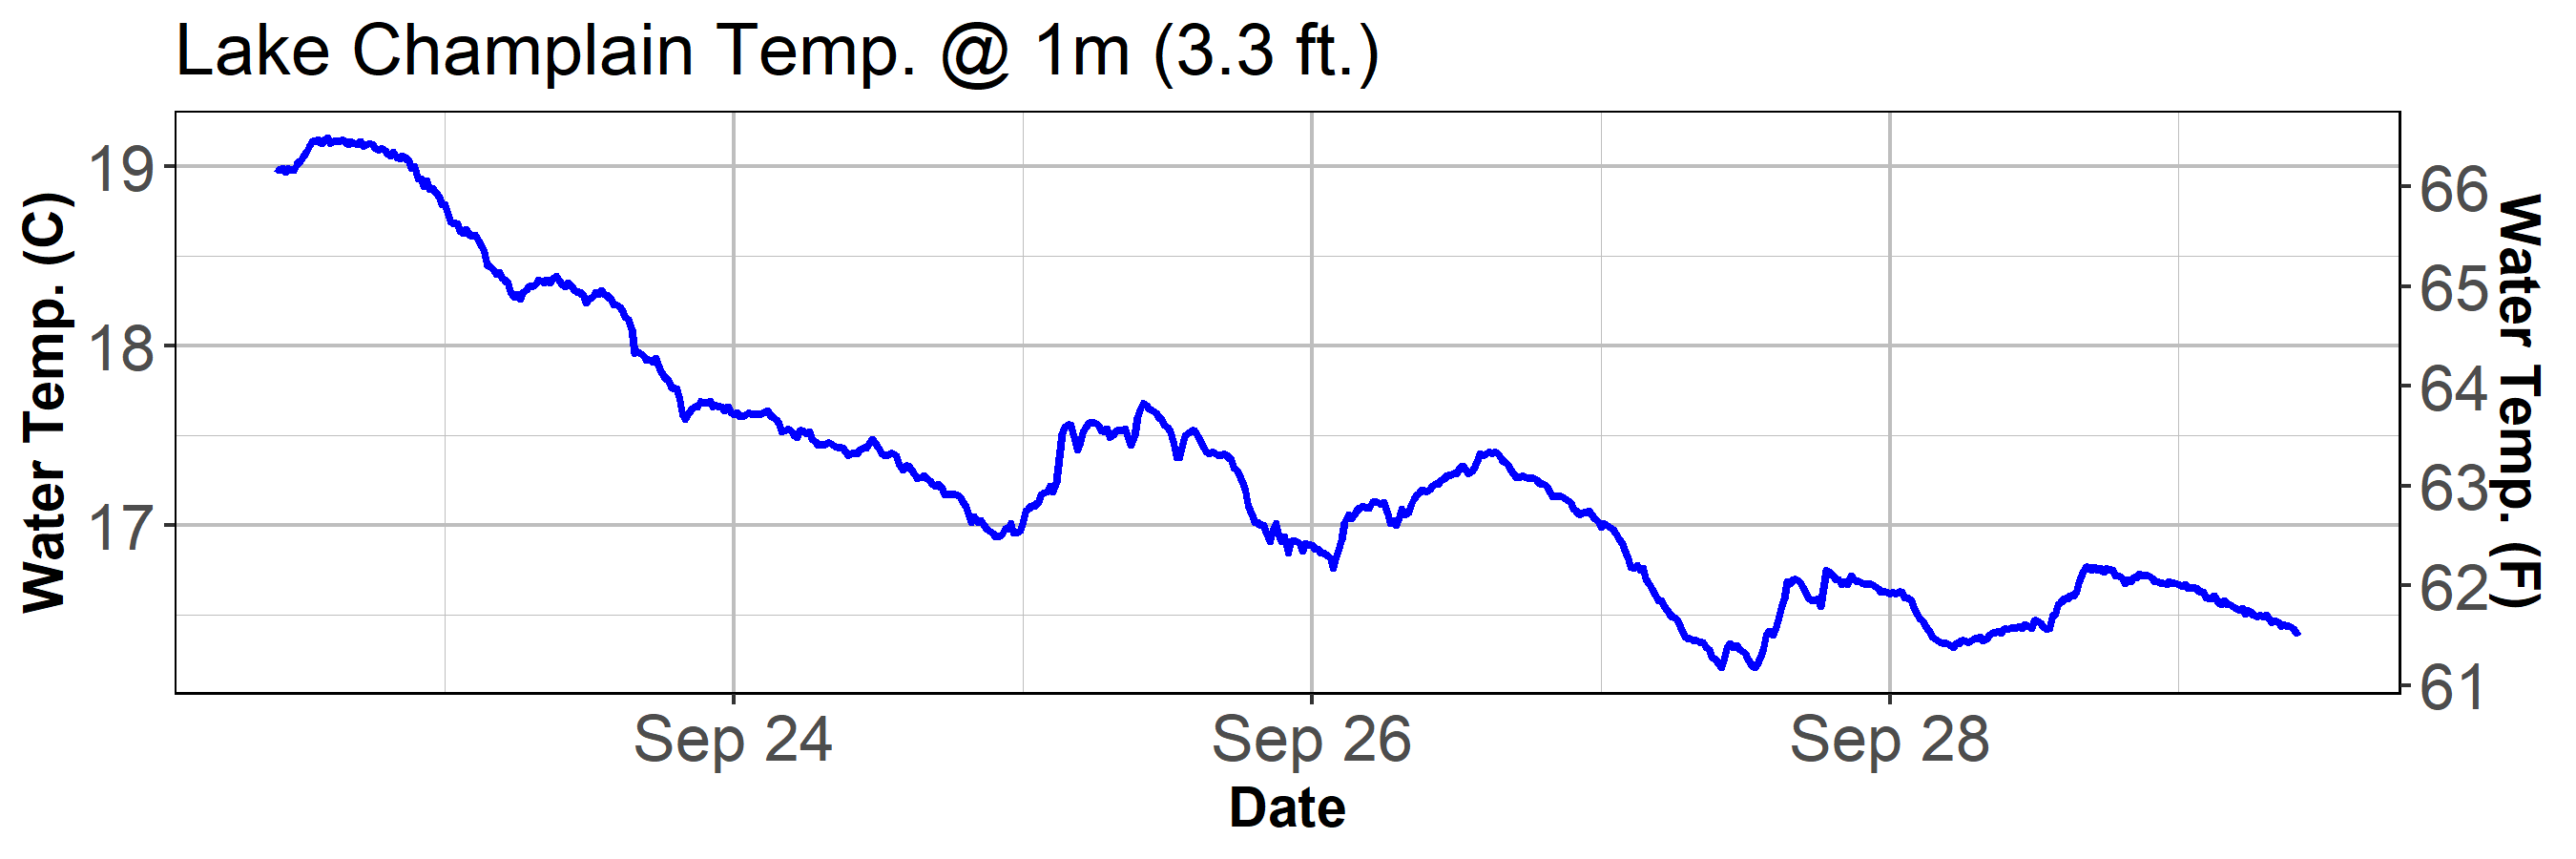 Lake Champlain Temp. @ 1m (3.3 ft.)
Water Temp. (C)
19
18
17
66
65
64
63
62
61
Water Temp. (F)
Sep 24 Sep 26 Sep 28
Date